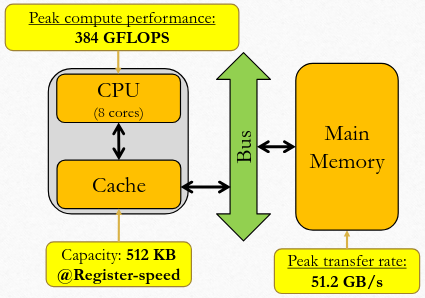 Peak compute performance:
384 GFLOPS
CPU
(8 cores)
Cache
Bus
Main
Memory
Capacity: 512 KB
@Register-speed
Peak transfer rate:
51.2 GB/s